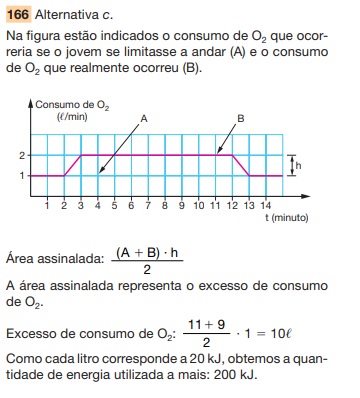 166 Alternativa c.
Na figura estão indicados o consumo de O₂ que ocor-
reria se o jovem se limitasse a andar (A) e o consumo
de O₂ que realmente ocorreu (B).
Consumo de O₂
(ℓ/min)
A
B
2
1
h
1 2 3 4 5 6 7 8 9 10 11 12 13 14
t (minuto)
Área assinalada: (A + B) · h / 2
A área assinalada representa o excesso de consumo
de O₂.
Excesso de consumo de O₂: 11 + 9 / 2 · 1 = 10ℓ
Como cada litro corresponde a 20 kJ, obtemos a quan-
tidade de energia utilizada a mais: 200 kJ.